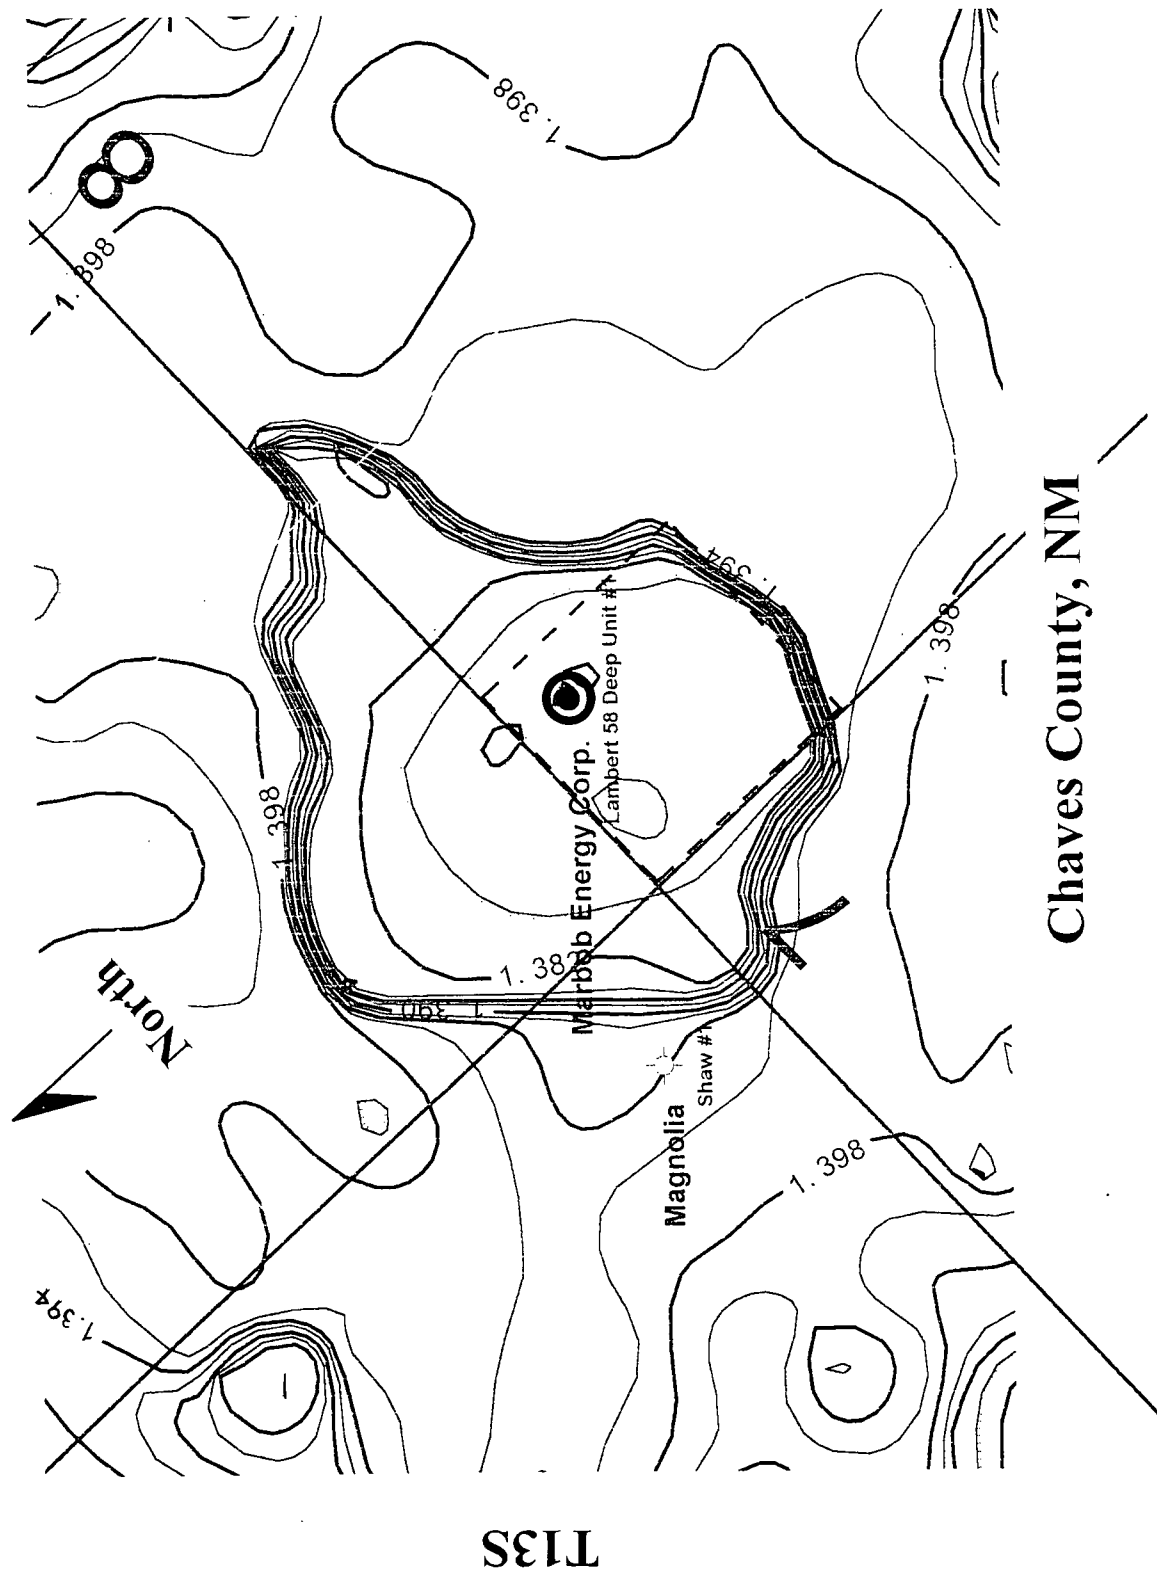 1.398
1.398
1.394
Lambert 58 Deep Unit #1
Marbob Energy Corp.
1.398
1.398
1.382
1.390
North
Shaw #1
Magnolia
1.398
1.394
Chaves County, NM
T13S